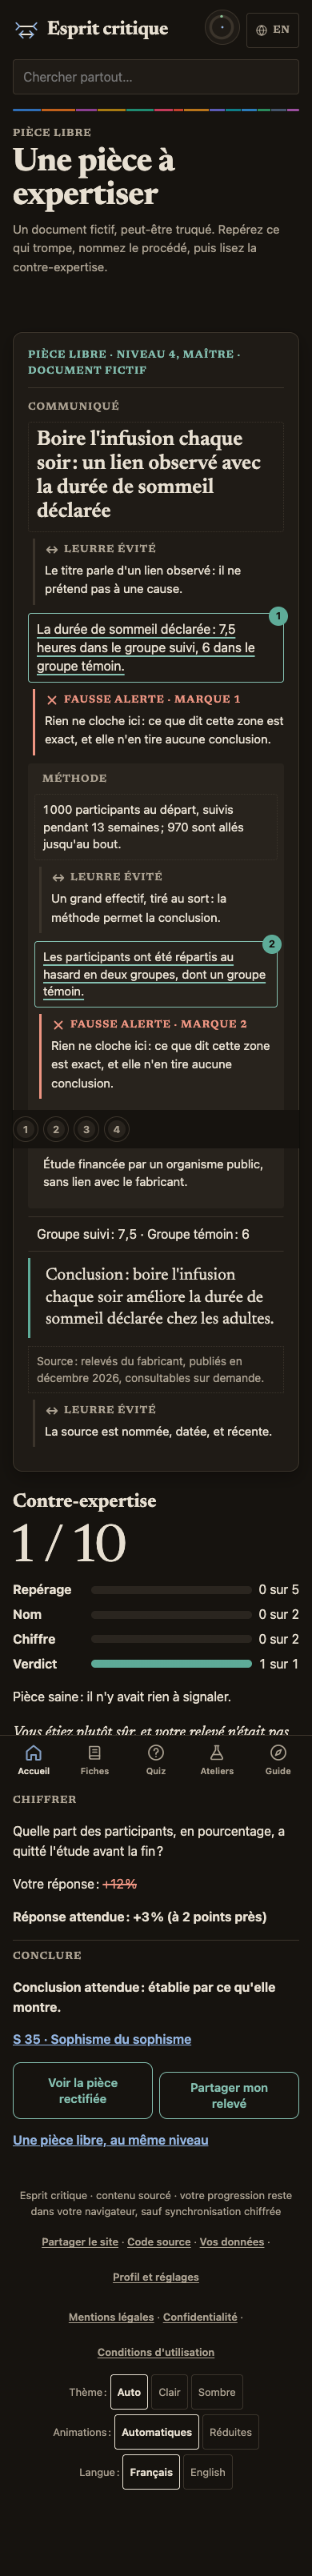 Esprit critique
EN
Chercher partout...
PIÈCE LIBRE
Une pièce à
expertiser
Un document fictif, peut-être truqué. Repérez ce
qui trompe, nommez le procédé, puis lisez la
contre-expertise.
PIÈCE LIBRE · NIVEAU 4, MAÎTRE ·
DOCUMENT FICTIF
COMMUNIQUÉ
Boire l'infusion chaque
soir : un lien observé avec
la durée de sommeil
déclarée
LEURRE ÉVITÉ
Le titre parle d'un lien observé : il ne
prétend pas à une cause.
1
La durée de sommeil déclarée : 7,5
heures dans le groupe suivi, 6 dans le
groupe témoin.
FAUSSE ALERTE · MARQUE 1
Rien ne cloche ici : ce que dit cette zone est
exact, et elle n'en tire aucune conclusion.
MÉTHODE
1 000 participants au départ, suivis
pendant 13 semaines ; 970 sont allés
jusqu'au bout.
LEURRE ÉVITÉ
Un grand effectif, tiré au sort : la
méthode permet la conclusion.
2
Les participants ont été répartis au
hasard en deux groupes, dont un groupe
témoin.
FAUSSE ALERTE · MARQUE 2
Rien ne cloche ici : ce que dit cette zone
est exact, et elle n'en tire aucune
conclusion.
1 2 3 4
Étude financée par un organisme public,
sans lien avec le fabricant.
Groupe suivi : 7,5 · Groupe témoin : 6
Conclusion : boire l'infusion
chaque soir améliore la durée de
sommeil déclarée chez les adultes.
Source : relevés du fabricant, publiés en
décembre 2026, consultables sur demande.
LEURRE ÉVITÉ
La source est nommée, datée, et récente.
Contre-expertise
1 / 10
Repérage 0 sur 5
Nom 0 sur 2
Chiffre 0 sur 2
Verdict 1 sur 1
Pièce saine : il n'y avait rien à signaler.
Vous étiez plutôt sûr, et votre relevé n'était pas
Accueil Fiches Quiz Ateliers Guide
CHIFFRER
Quelle part des participants, en pourcentage, a
quitté l'étude avant la fin ?
Votre réponse : +12 %
Réponse attendue : +3 % (à 2 points près)
CONCLURE
Conclusion attendue : établie par ce qu'elle
montre.
S 35 · Sophisme du sophisme
Voir la pièce
rectifiée
Partager mon
relevé
Une pièce libre, au même niveau
Esprit critique · contenu sourcé · votre progression reste
dans votre navigateur, sauf synchronisation chiffrée
Partager le site · Code source · Vos données ·
Profil et réglages
Mentions légales · Confidentialité ·
Conditions d'utilisation
Thème : Auto Clair Sombre
Animations : Automatiques Réduites
Langue : Français English